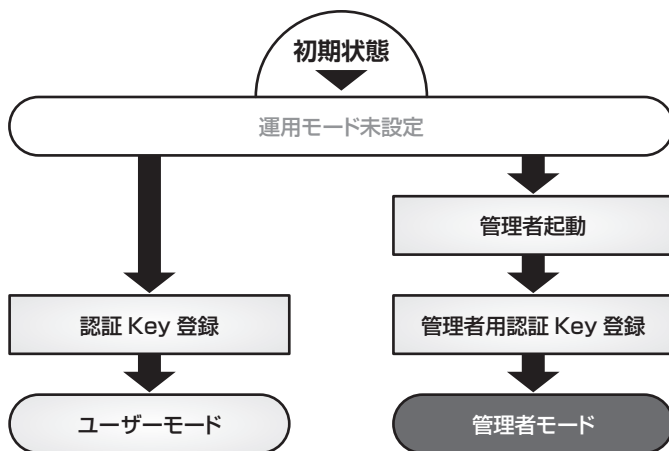 初期状態
運用モード未設定
管理者起動
認証 Key 登録
管理者用認証 Key 登録
ユーザーモード
管理者モード